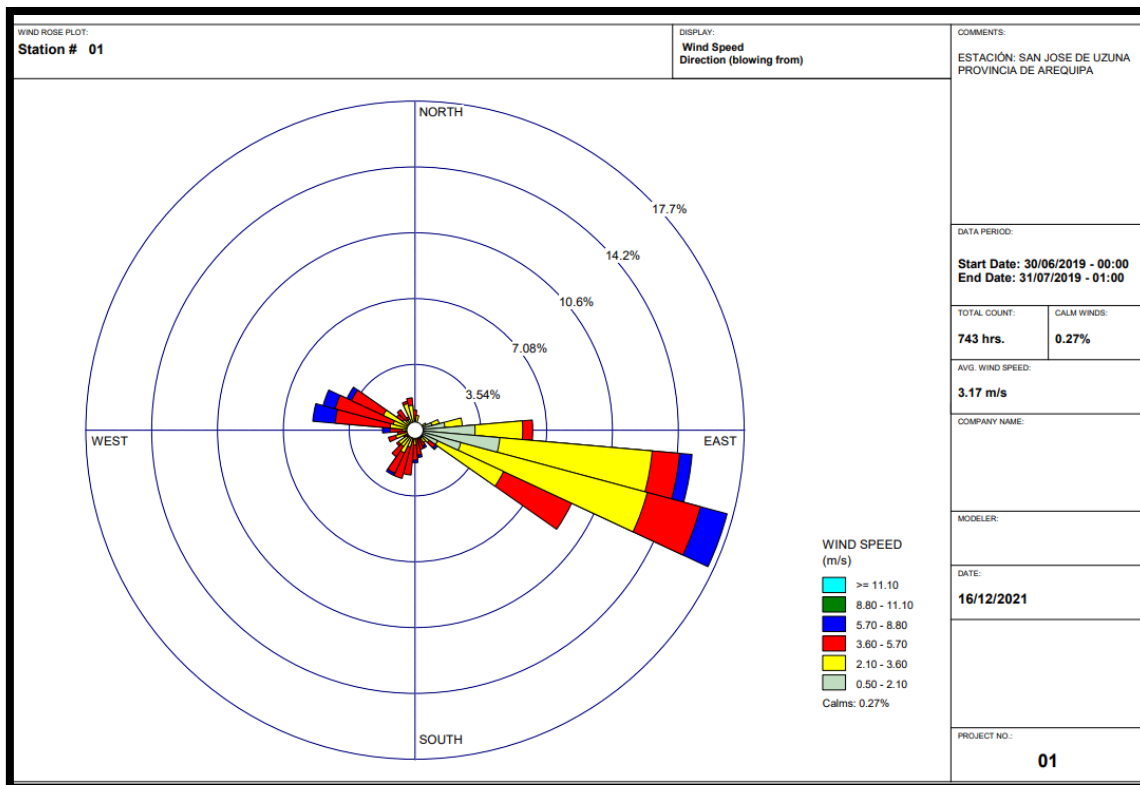 WIND ROSE PLOT:
Station # 01
DISPLAY:
Wind Speed
Direction (blowing from)
COMMENTS:
ESTACIÓN: SAN JOSE DE UZUNA
PROVINCIA DE AREQUIPA
NORTH
17.7%
14.2%
10.6%
7.08%
3.54%
WEST
EAST
SOUTH
WIND SPEED
(m/s)
>= 11.10
8.80 - 11.10
5.70 - 8.80
3.60 - 5.70
2.10 - 3.60
0.50 - 2.10
Calms: 0.27%
DATA PERIOD:
Start Date: 30/06/2019 - 00:00
End Date: 31/07/2019 - 01:00
TOTAL COUNT:
743 hrs.
CALM WINDS:
0.27%
AVG. WIND SPEED:
3.17 m/s
COMPANY NAME:
MODELER:
DATE:
16/12/2021
PROJECT NO.:
01